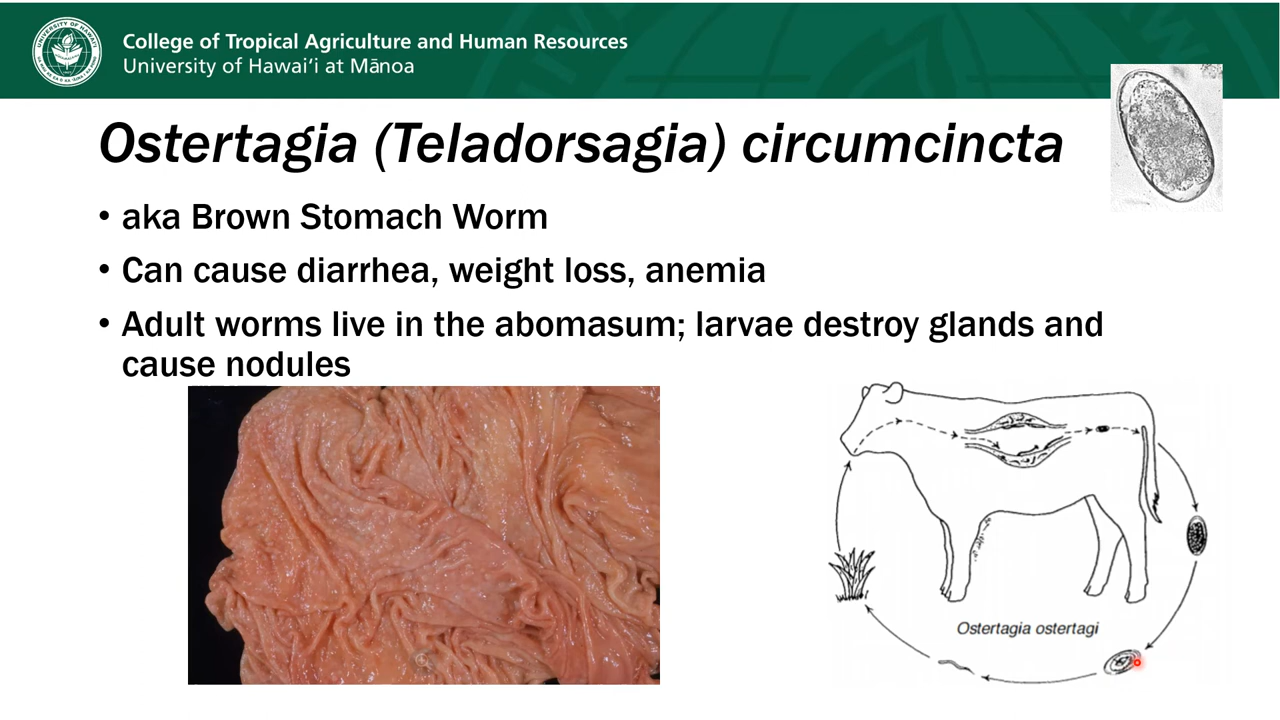 College of Tropical Agriculture and Human Resources
University of Hawaiʻi at Mānoa
Ostertagia (Teladorsagia) circumcincta
• aka Brown Stomach Worm
• Can cause diarrhea, weight loss, anemia
• Adult worms live in the abomasum; larvae destroy glands and
cause nodules
Ostertagia ostertagi